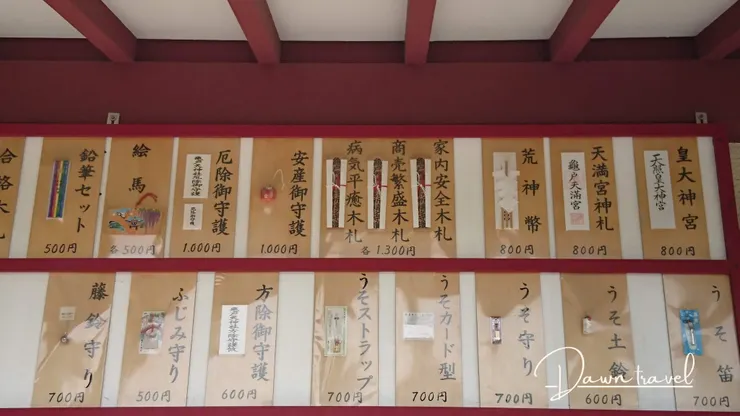 皇大神宮
天照皇大神宮
800円
天満宮神札
亀戸天満宮
800円
荒神幣
800円
家内安全木札
商売繁盛木札
病気平癒木札
各 1.300円
安産御守護
1.000円
厄除御守護
1.000円
絵馬
各 500円
鉛筆セット
500円
合格木
うそ笛
700円
うそ土鈴
600円
うそ守り
700円
うそカード型
700円
うそストラップ
700円
方除御守護
600円
ふじみ守り
500円
藤鈴守り
700円
Dawn travel